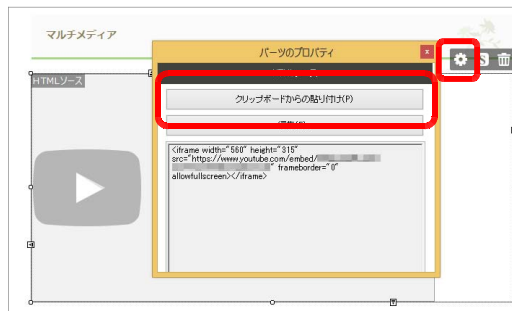 マルチメディア
パーツのプロパティ
x
S
HTMLソース
クリップボードからの貼り付け(P)
<iframe width="560" height="315"
src="https://www.youtube.com/embed/
" frameborder="0"
allowfullscreen></iframe>